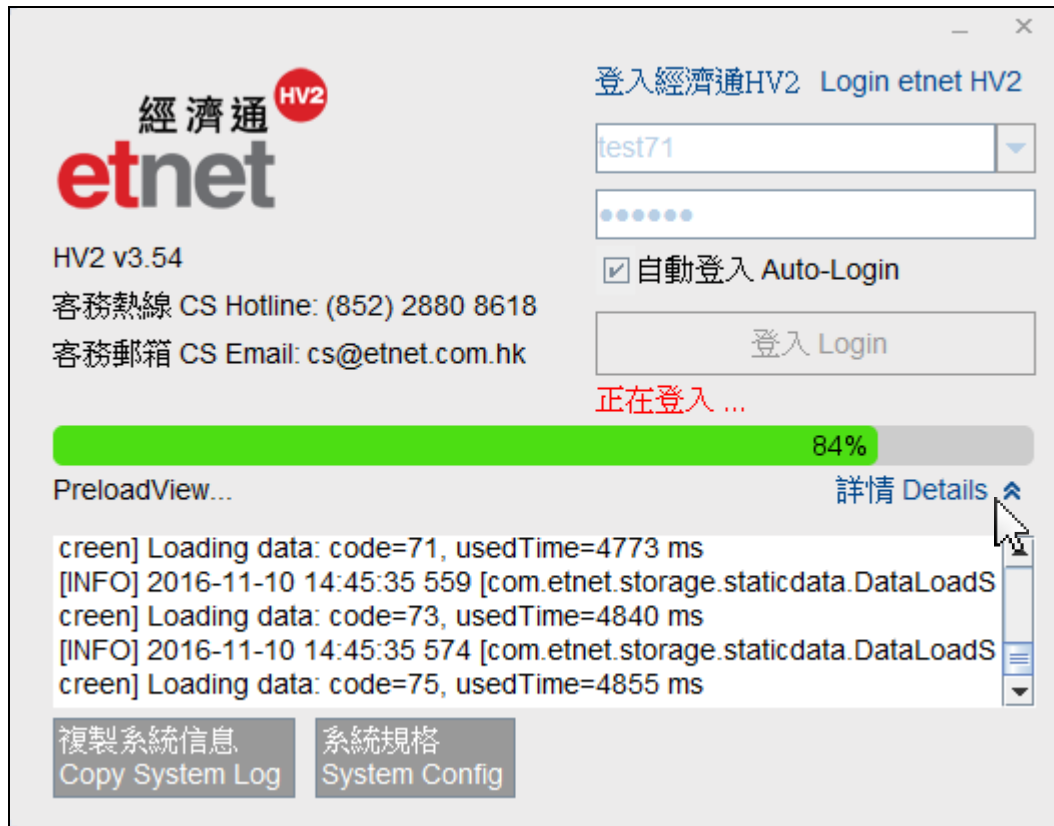 經濟通 HV2
etnet
HV2 v3.54
客務熱線 CS Hotline: (852) 2880 8618
客務郵箱 CS Email: cs@etnet.com.hk
登入經濟通HV2 Login etnet HV2
test71
自動登入 Auto-Login
登入 Login
正在登入 ...
84%
PreloadView...
詳情 Details
creen] Loading data: code=71, usedTime=4773 ms
[INFO] 2016-11-10 14:45:35 559 [com.etnet.storage.staticdata.DataLoadS
creen] Loading data: code=73, usedTime=4840 ms
[INFO] 2016-11-10 14:45:35 574 [com.etnet.storage.staticdata.DataLoadS
creen] Loading data: code=75, usedTime=4855 ms
複製系統信息
Copy System Log
系統規格
System Config